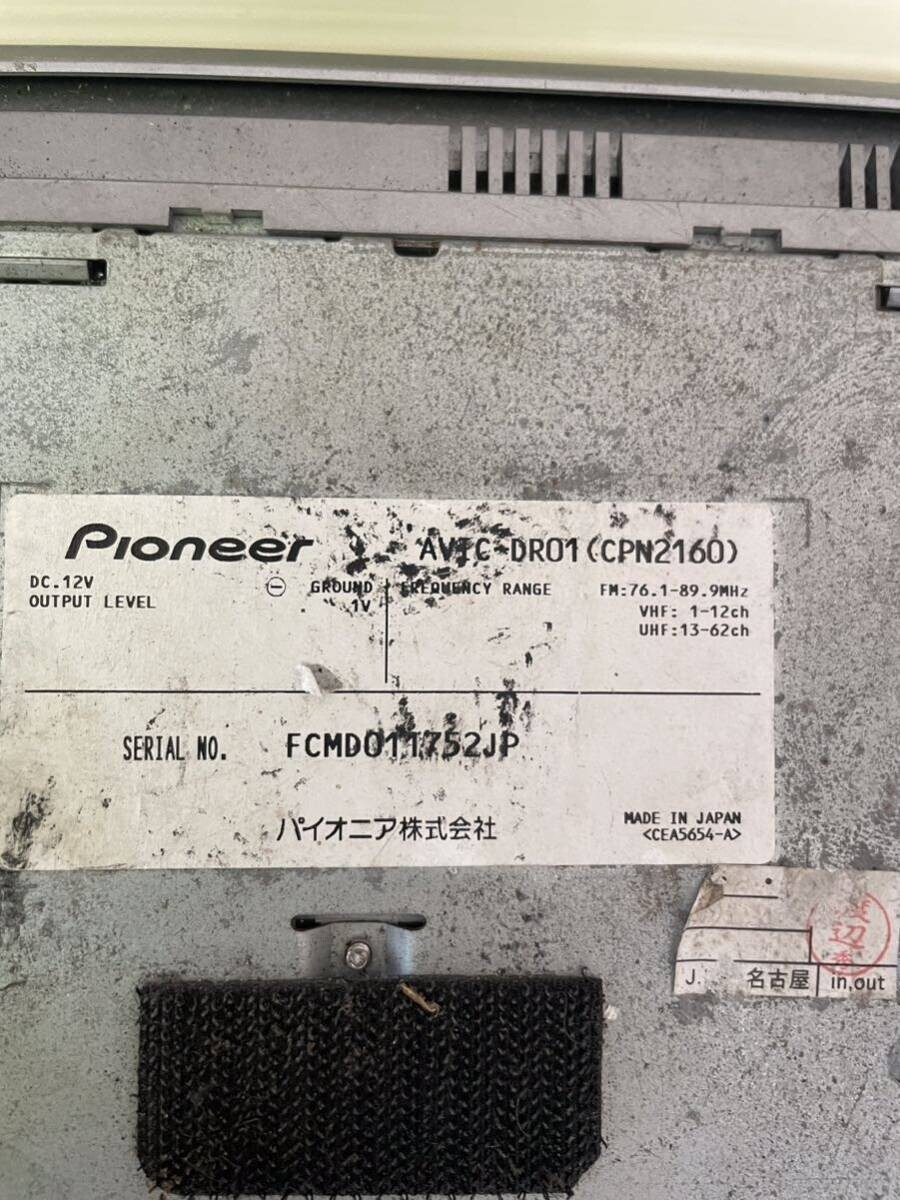 Pioneer
AVIC-DR01(CPN2160)
DC.12V
⊖ GROUND
OUTPUT LEVEL
1V
FREQUENCY RANGE
FM:76.1-89.9MHz
VHF: 1-12ch
UHF:13-62ch
SERIAL NO. FCMD011752JP
パイオニア株式会社
MADE IN JAPAN
<CEA5654-A>
辺
J. 名古屋 in,out